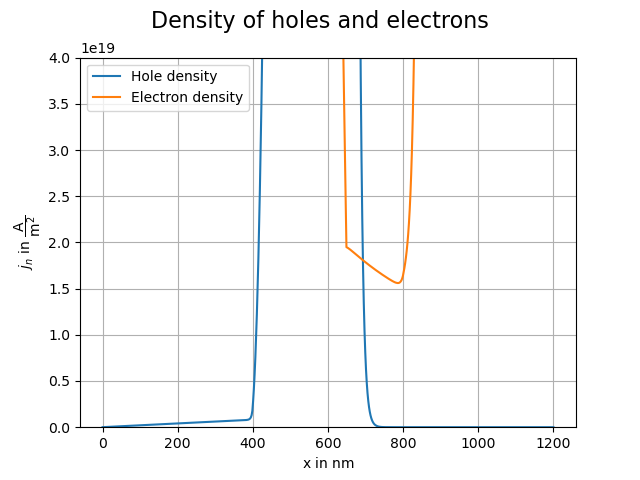 Density of holes and electrons
1e19
4.0
3.5
3.0
2.5
2.0
1.5
1.0
0.5
0.0
Hole density
Electron density
jₙ in A/m²
0 200 400 600 800 1000 1200
x in nm